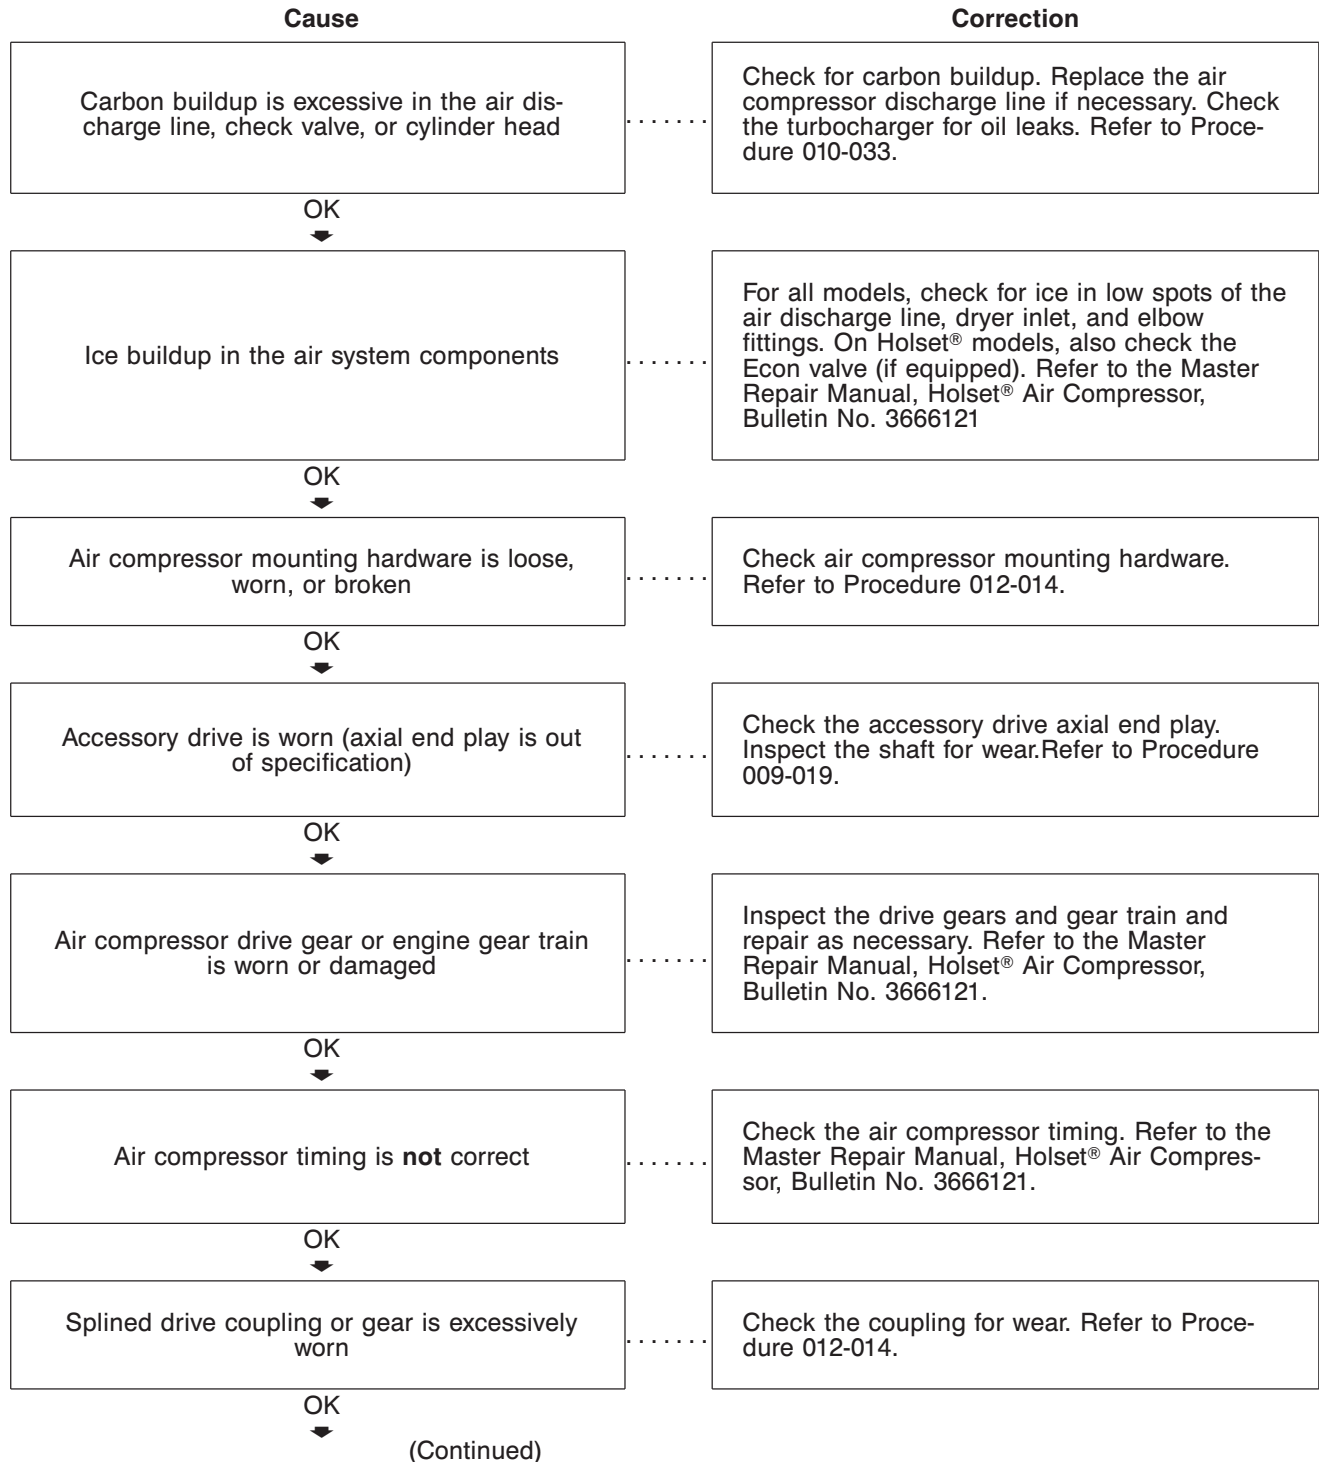 Cause
Correction
Carbon buildup is excessive in the air dis-
charge line, check valve, or cylinder head
. . . . . . .
Check for carbon buildup. Replace the air
compressor discharge line if necessary. Check
the turbocharger for oil leaks. Refer to Proce-
dure 010-033.
OK
Ice buildup in the air system components
. . . . . . .
For all models, check for ice in low spots of the
air discharge line, dryer inlet, and elbow
fittings. On Holset® models, also check the
Econ valve (if equipped). Refer to the Master
Repair Manual, Holset® Air Compressor,
Bulletin No. 3666121
OK
Air compressor mounting hardware is loose,
worn, or broken
. . . . . . .
Check air compressor mounting hardware.
Refer to Procedure 012-014.
OK
Accessory drive is worn (axial end play is out
of specification)
. . . . . . .
Check the accessory drive axial end play.
Inspect the shaft for wear.Refer to Procedure
009-019.
OK
Air compressor drive gear or engine gear train
is worn or damaged
. . . . . . .
Inspect the drive gears and gear train and
repair as necessary. Refer to the Master
Repair Manual, Holset® Air Compressor,
Bulletin No. 3666121.
OK
Air compressor timing is not correct
. . . . . . .
Check the air compressor timing. Refer to the
Master Repair Manual, Holset® Air Compres-
sor, Bulletin No. 3666121.
OK
Splined drive coupling or gear is excessively
worn
. . . . . . .
Check the coupling for wear. Refer to Proce-
dure 012-014.
OK
(Continued)